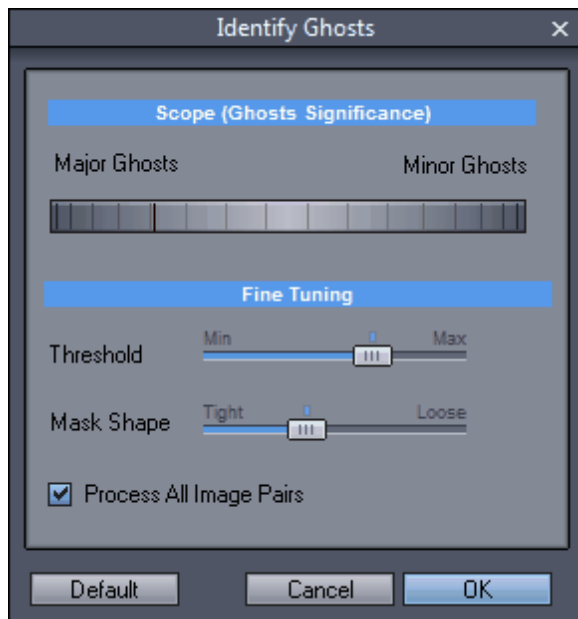 Identify Ghosts
Scope (Ghosts Significance)
Major Ghosts Minor Ghosts
Fine Tuning
Threshold Min Max
Mask Shape Tight Loose
Process All Image Pairs
Default Cancel OK